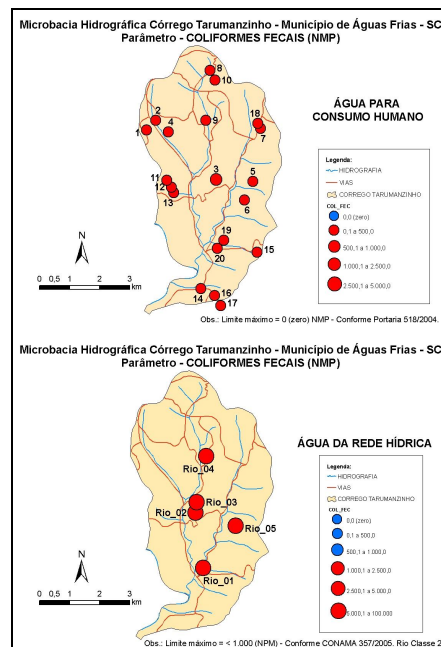 Microbacia Hidrográfica Córrego Tarumanzinho - Município de Águas Frias - SC
Parâmetro - COLIFORMES FECAIS (NMP)
8
10
ÁGUA PARA
CONSUMO HUMANO
2
1
4
9
18
7
Legenda:
HIDROGRAFIA
VIAS
CORREGO TARUMANZINHO
COL_FEC
0,0 (zero)
0,1 a 500,0
500,1 a 1.000,0
1.000,1 a 2.500,0
2.500,1 a 5.000,0
11
12
13
3
5
6
19
20
15
N
14
16
17
0 0,5 1 2 3
km
Obs.: Limite máximo = 0 (zero) NMP - Conforme Portaria 518/2004.
Microbacia Hidrográfica Córrego Tarumanzinho - Município de Águas Frias - SC
Parâmetro - COLIFORMES FECAIS (NMP)
ÁGUA DA REDE HÍDRICA
Rio_04
Rio_03
Rio_02
Rio_05
Rio_01
Legenda:
HIDROGRAFIA
VIAS
CORREGO TARUMANZINHO
COL_FEC
0,0 (zero)
0,1 a 500,0
500,1 a 1.000,0
1.000,1 a 2.500,0
2.500,1 a 5.000,0
5.000,1 a 100.000
N
0 0,5 1 2 3
km
Obs.: Limite máximo = < 1.000 (NPM) - Conforme CONAMA 357/2005. Rio Classe 2